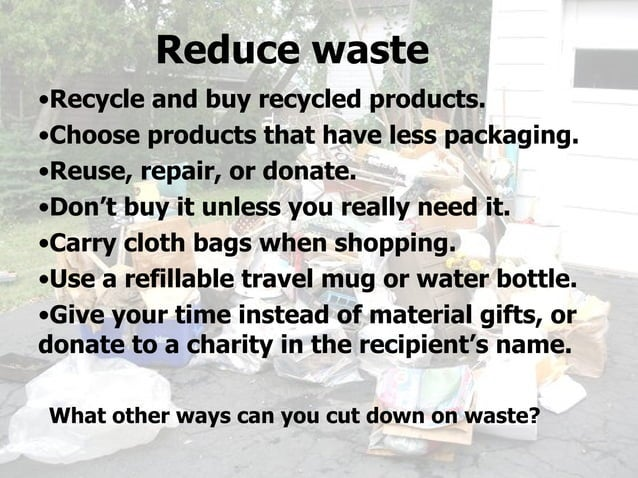 Reduce waste
•Recycle and buy recycled products.
•Choose products that have less packaging.
•Reuse, repair, or donate.
•Don’t buy it unless you really need it.
•Carry cloth bags when shopping.
•Use a refillable travel mug or water bottle.
•Give your time instead of material gifts, or
donate to a charity in the recipient’s name.
What other ways can you cut down on waste?